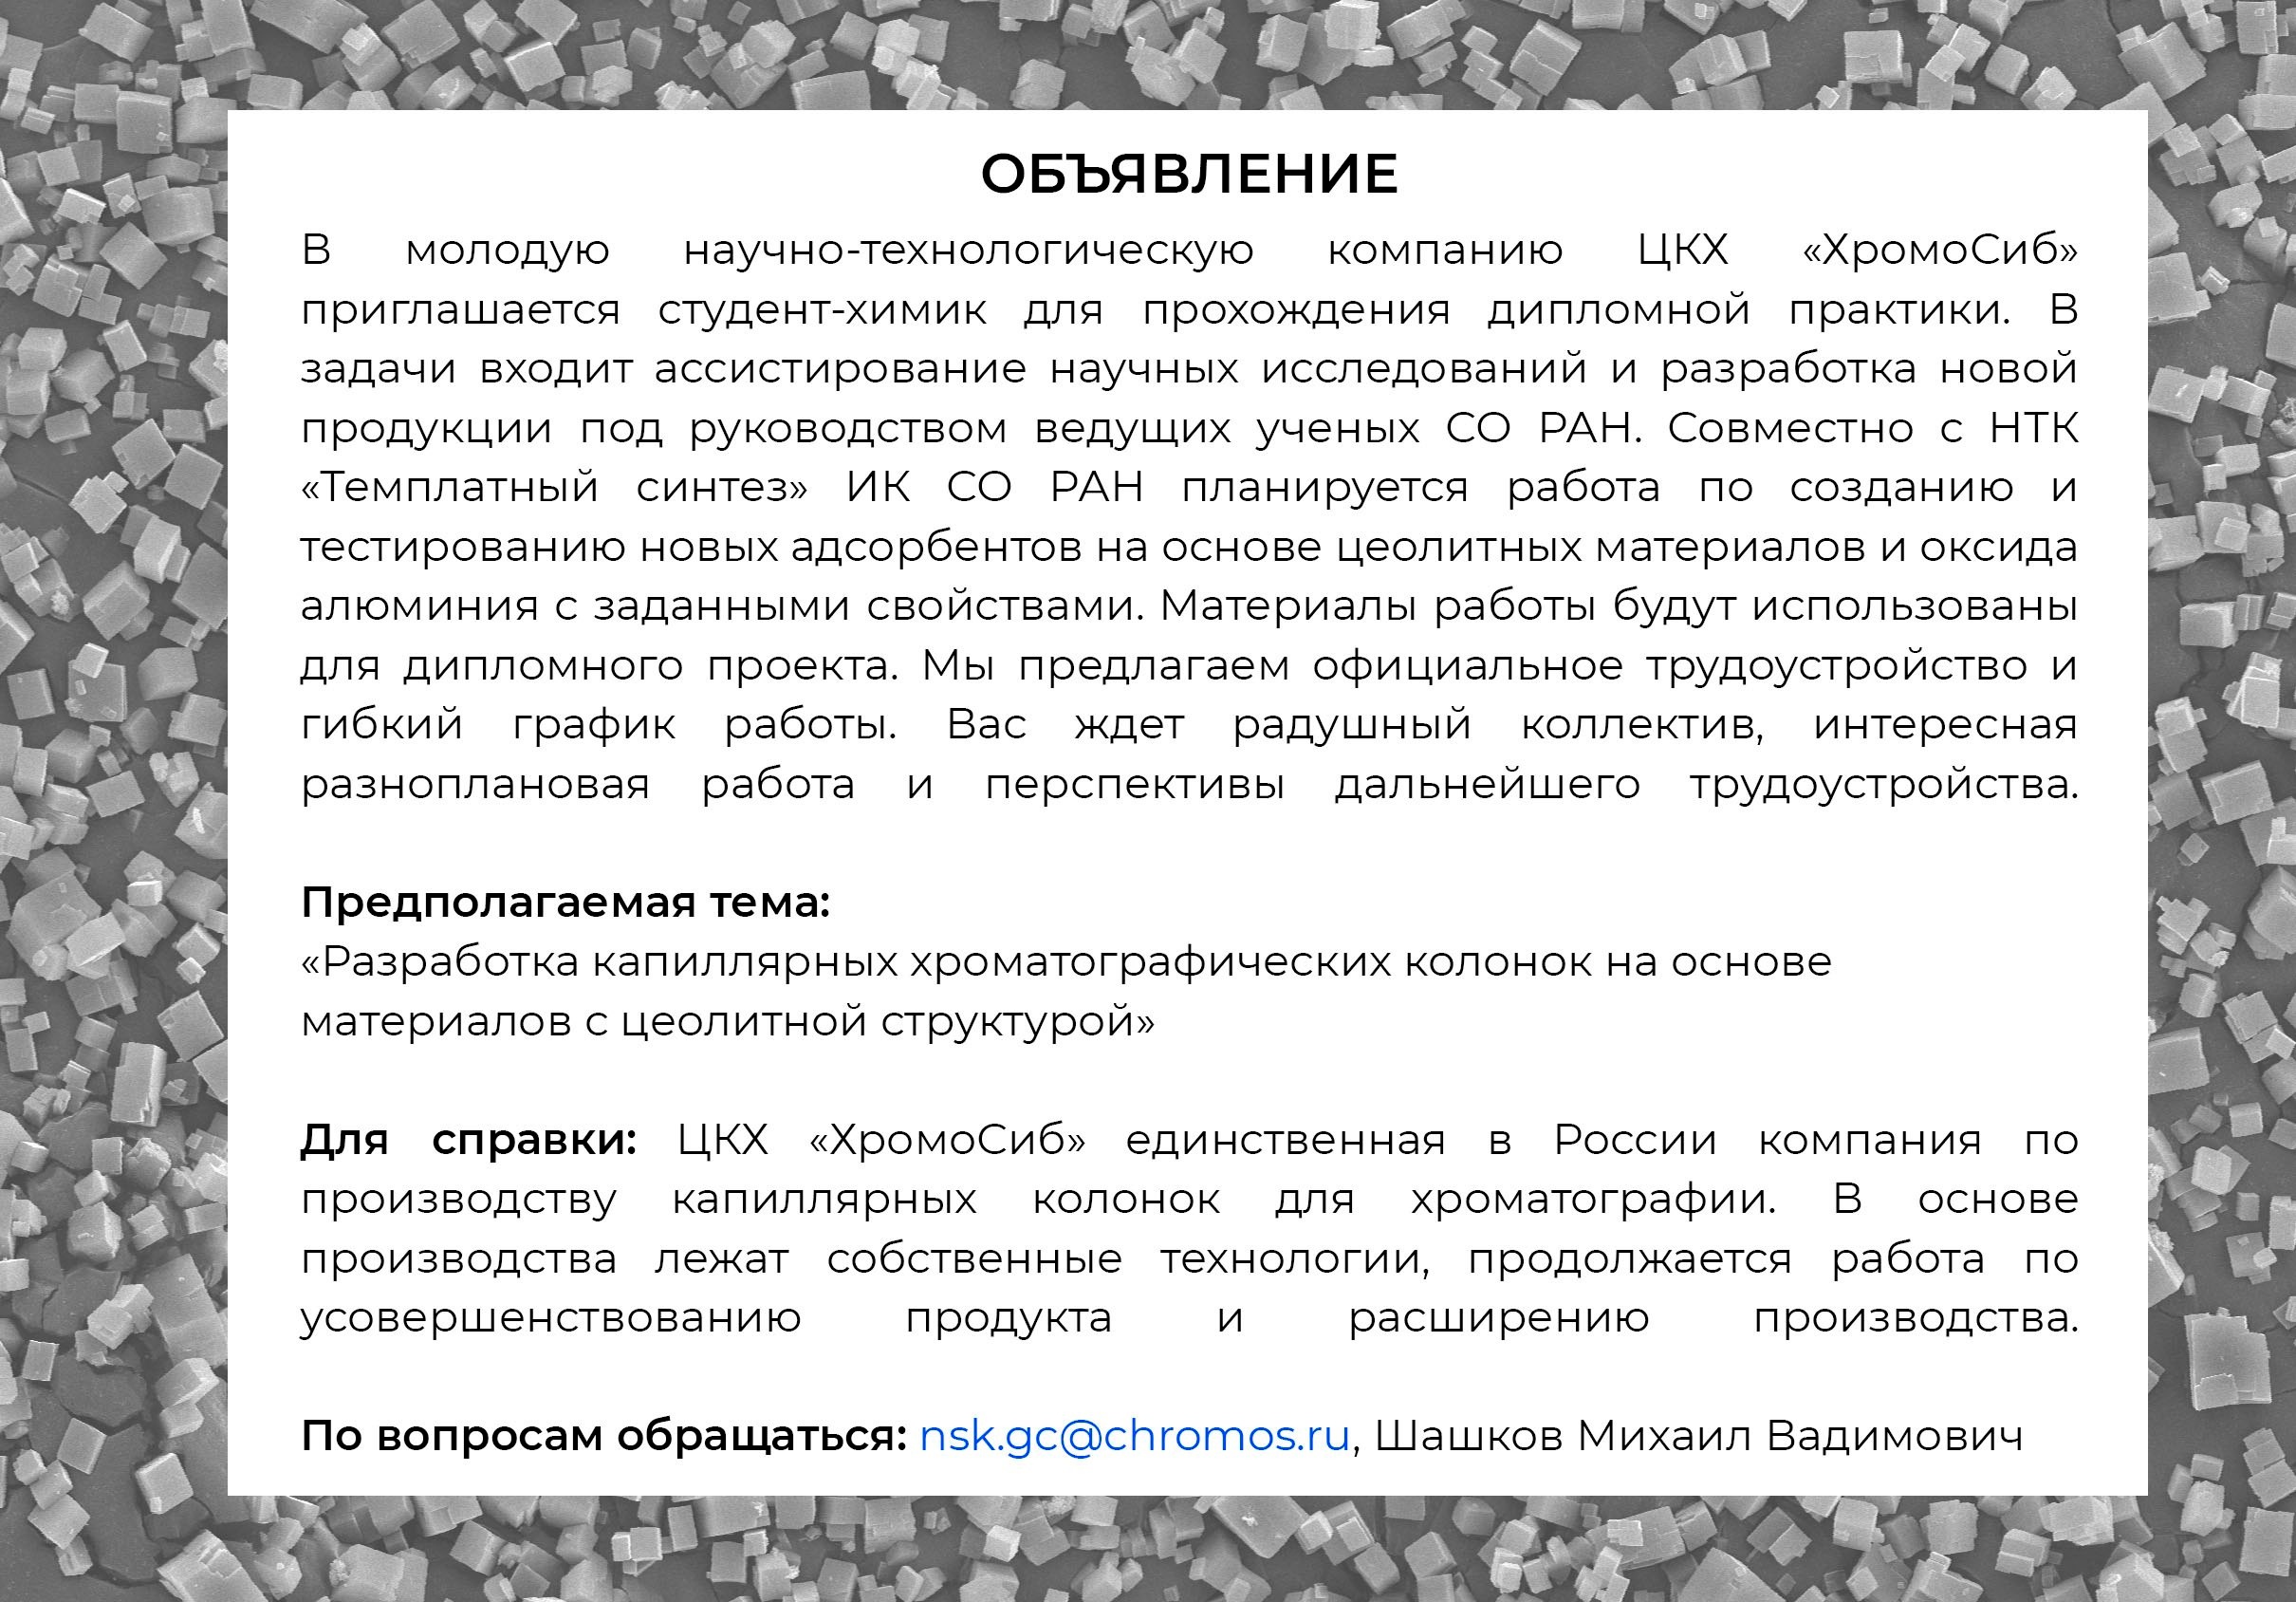 ОБЪЯВЛЕНИЕ
В молодую научно-технологическую компанию ЦКХ «ХромоСиб»
приглашается студент-химик для прохождения дипломной практики. В
задачи входит ассистирование научных исследований и разработка новой
продукции под руководством ведущих ученых СО РАН. Совместно с НТК
«Темплатный синтез» ИК СО РАН планируется работа по созданию и
тестированию новых адсорбентов на основе цеолитных материалов и оксида
алюминия с заданными свойствами. Материалы работы будут использованы
для дипломного проекта. Мы предлагаем официальное трудоустройство и
гибкий график работы. Вас ждет радушный коллектив, интересная
разноплановая работа и перспективы дальнейшего трудоустройства.
Предполагаемая тема:
«Разработка капиллярных хроматографических колонок на основе
материалов с цеолитной структурой»
Для справки: ЦКХ «ХромоСиб» единственная в России компания по
производству капиллярных колонок для хроматографии. В основе
производства лежат собственные технологии, продолжается работа по
усовершенствованию продукта и расширению производства.
По вопросам обращаться: nsk.gc@chromos.ru, Шашков Михаил Вадимович